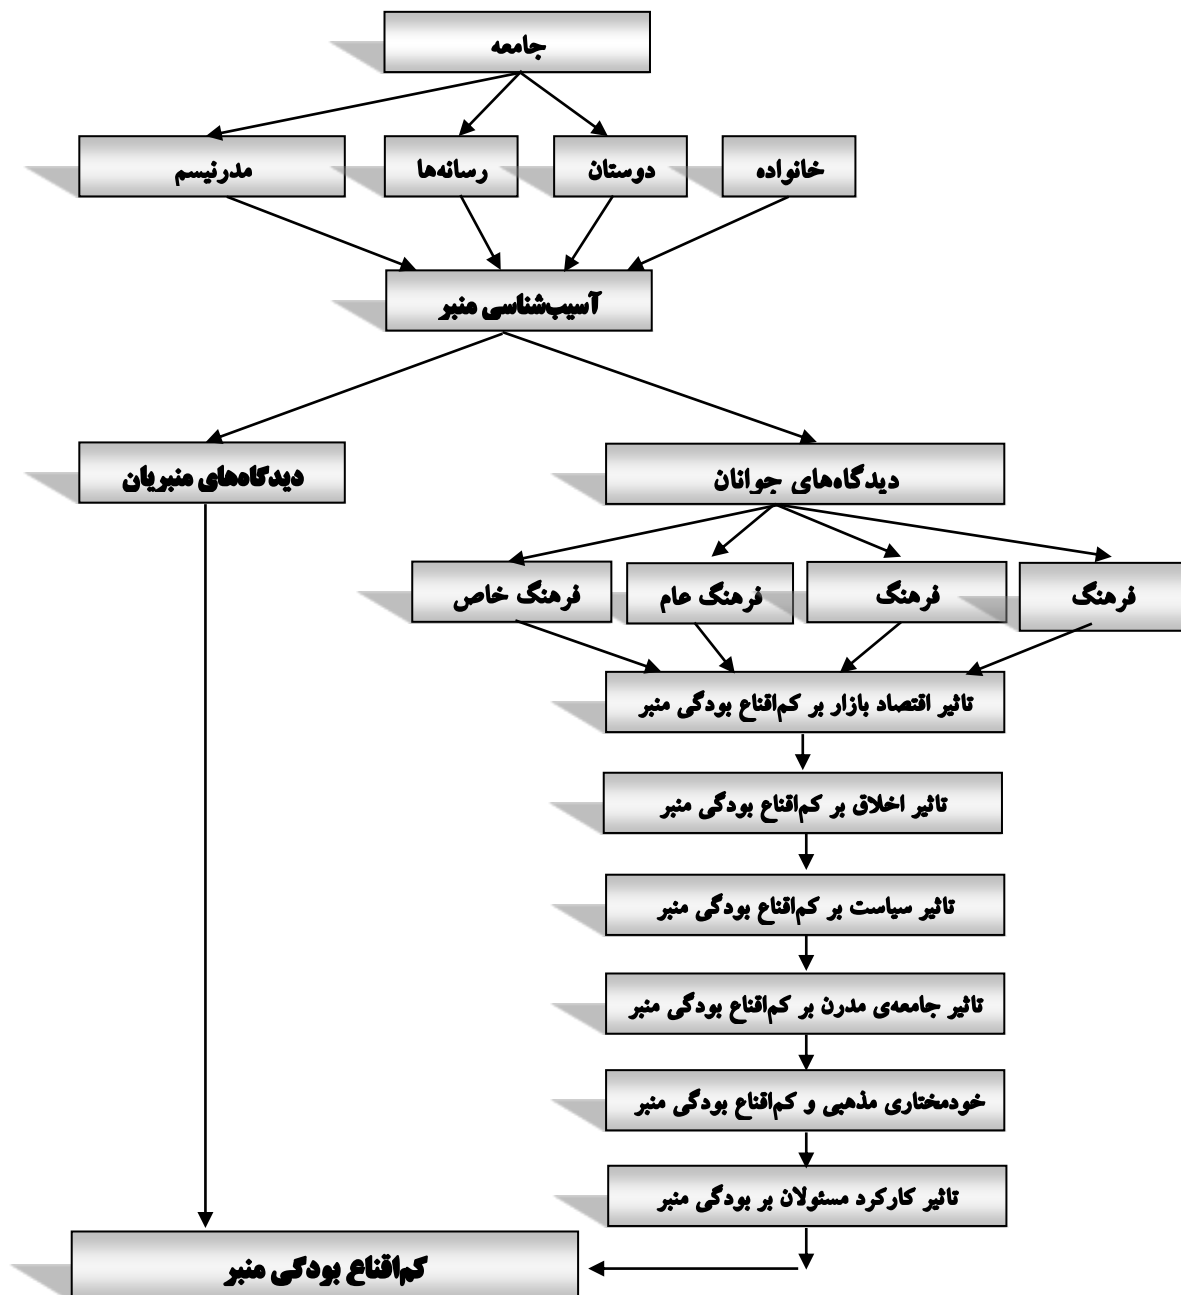 جامعه
خانواده
دوستان
رسانه‌ها
مدرنیسم
آسیب‌شناسی منبر
دیدگاه‌های جوانان
دیدگاه‌های منبریان
فرهنگ
فرهنگ
فرهنگ عام
فرهنگ خاص
تاثیر اقتصاد بازار بر کم‌اقناع بودگی منبر
تاثیر اخلاق بر کم‌اقناع بودگی منبر
تاثیر سیاست بر کم‌اقناع بودگی منبر
تاثیر جامعه‌ی مدرن بر کم‌اقناع بودگی منبر
خودمختاری مذهبی و کم‌اقناع بودگی منبر
تاثیر کارکرد مسئولان بر بودگی منبر
کم‌اقناع بودگی منبر